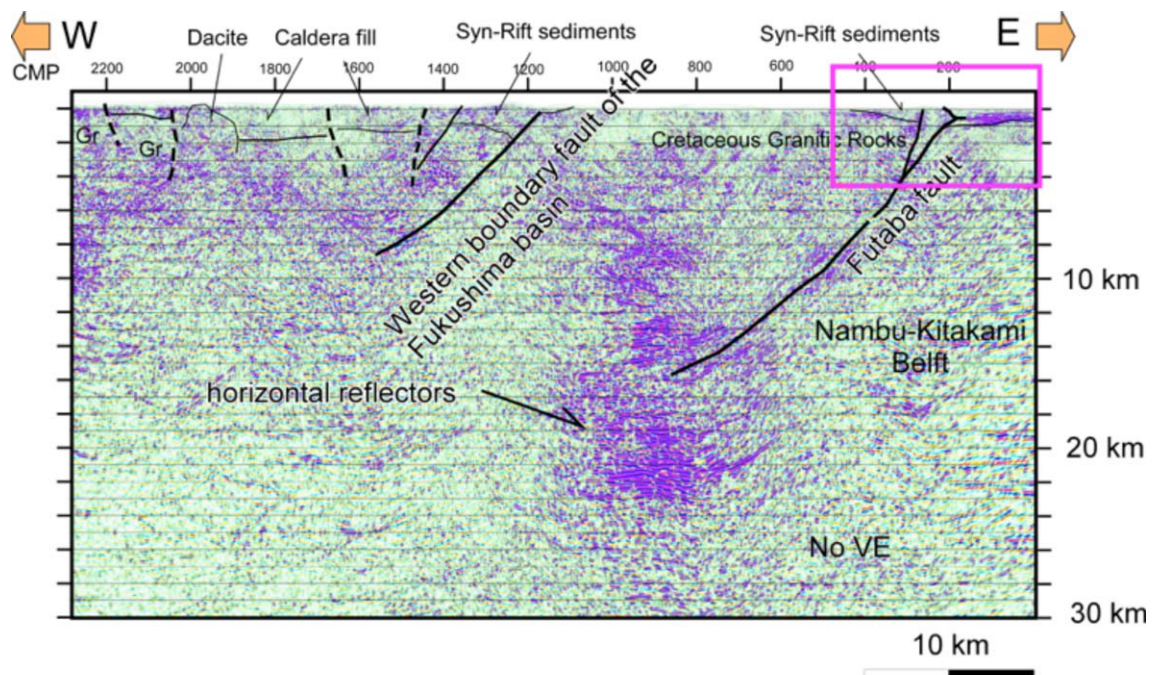 W
E
Dacite
Caldera fill
Syn-Rift sediments
Syn-Rift sediments
CMP
2200
2000
1800
1600
1400
1200
1000
800
600
400
200
Gr
Gr
Cretaceous Granitic Rocks
Western boundary fault of the
Fukushima basin
Futaba fault
10 km
Nambu-Kitakami
Belft
horizontal reflectors
20 km
No VE
30 km
10 km